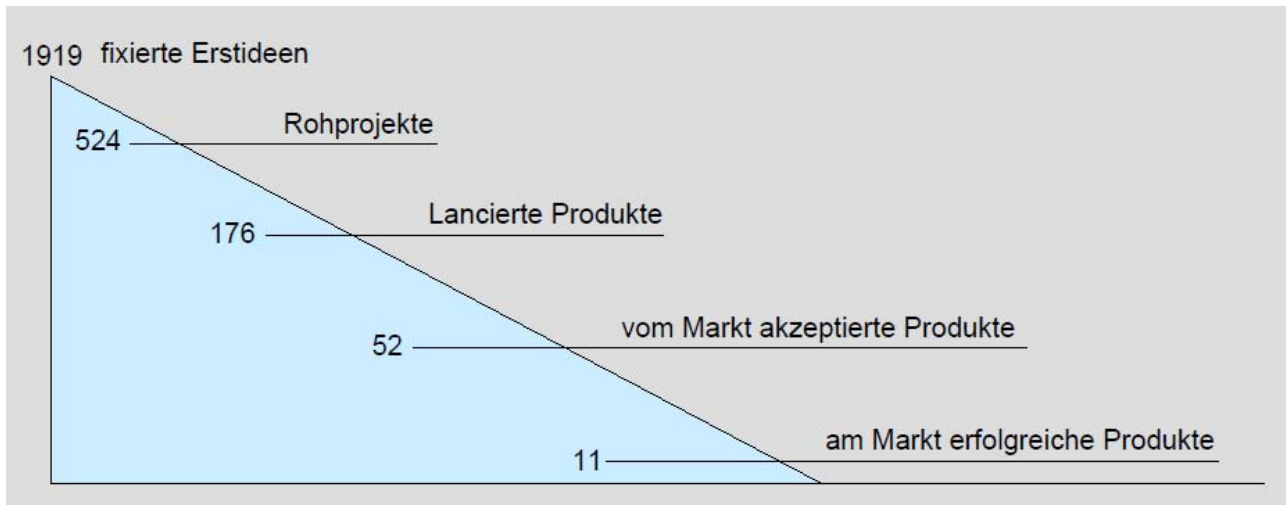 1919 fixierte Erstideen
524 Rohprojekte
176 Lancierte Produkte
52 vom Markt akzeptierte Produkte
11 am Markt erfolgreiche Produkte